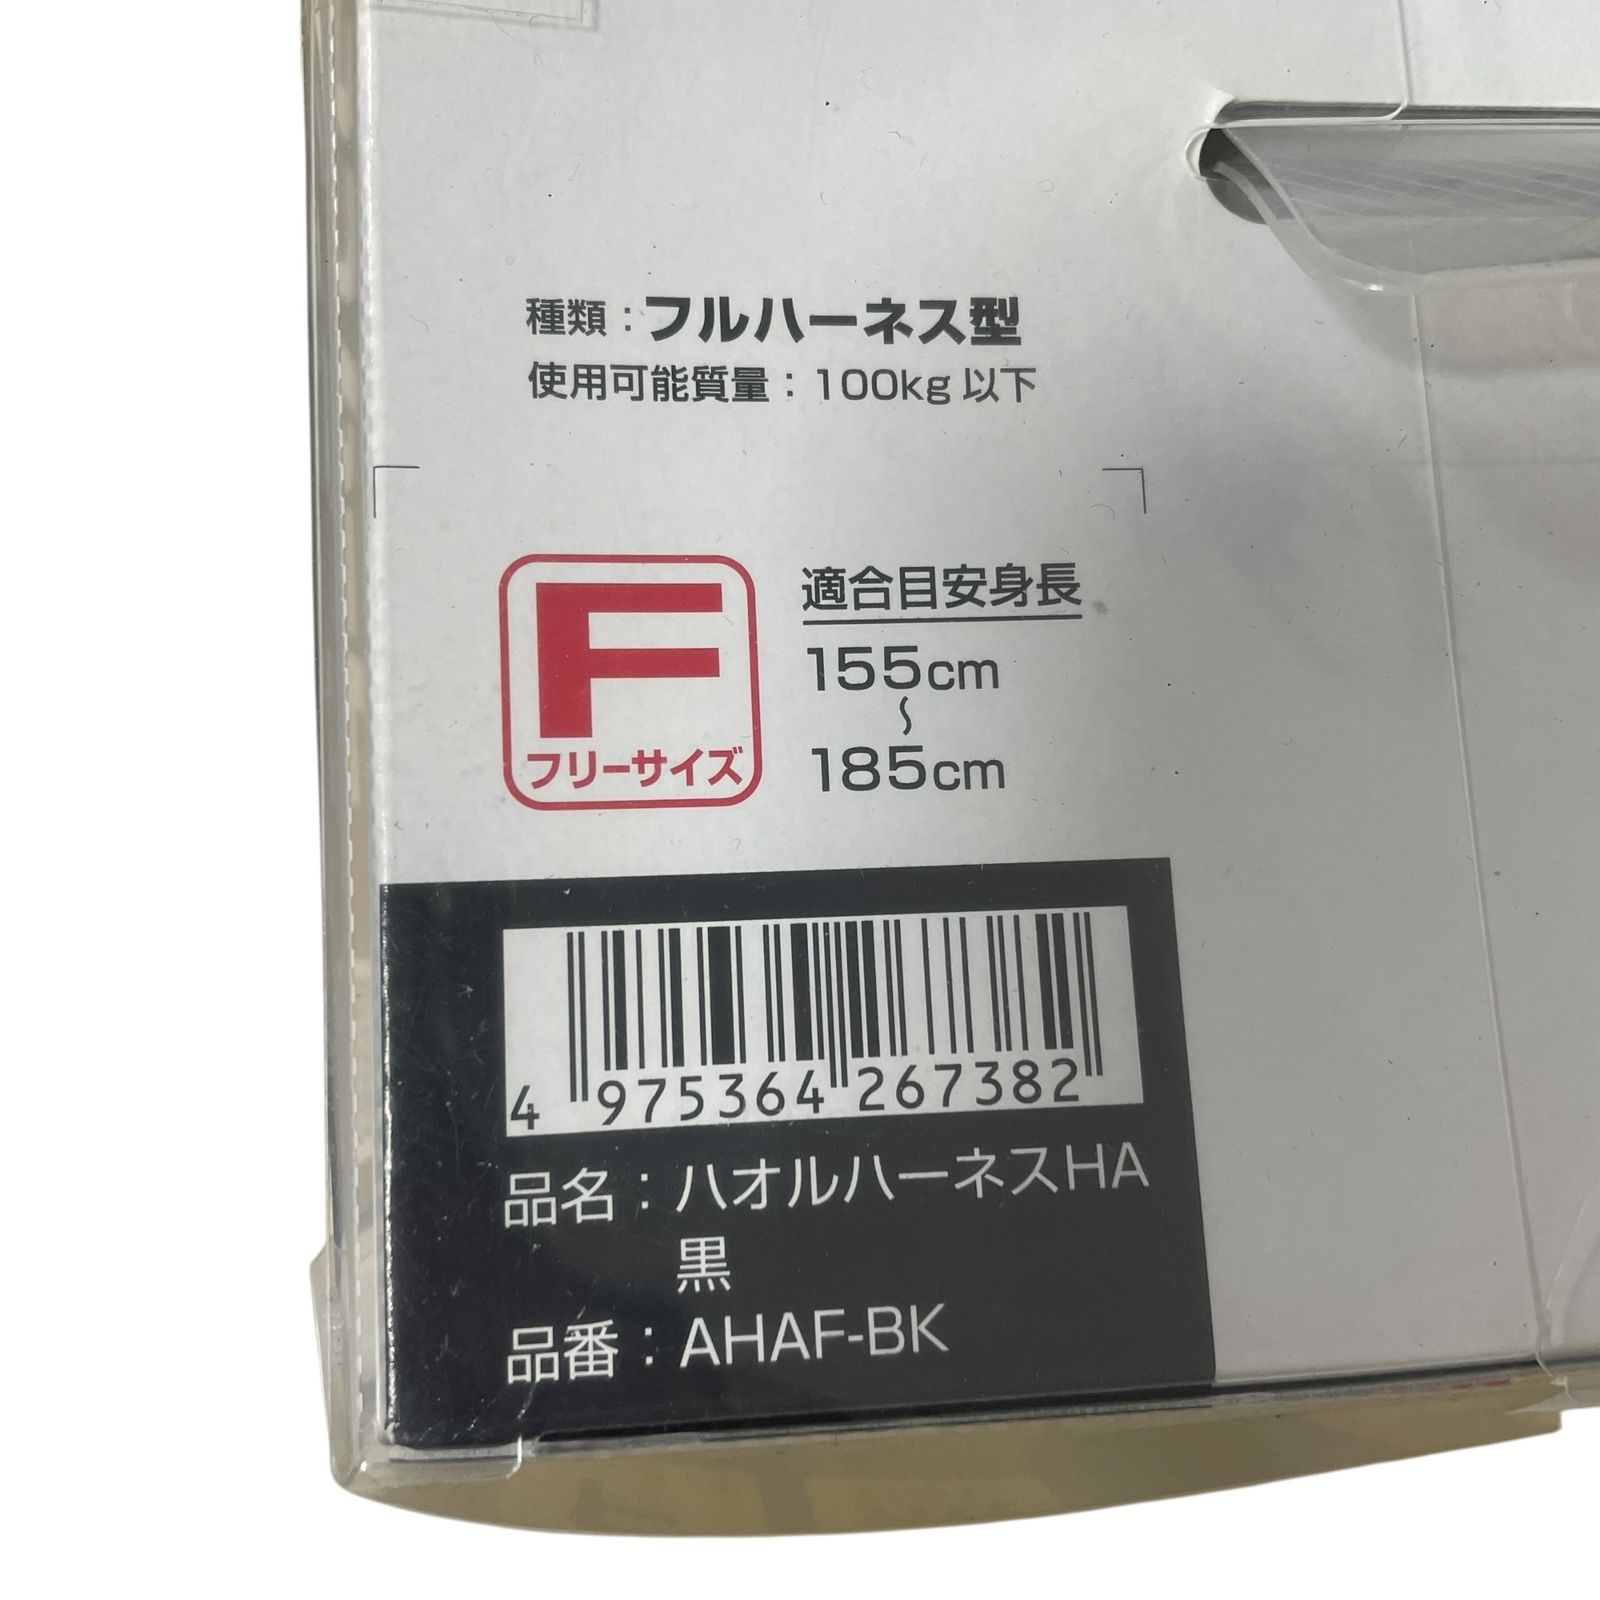 種類：フルハーネス型
使用可能質量：100kg 以下
F
フリーサイズ
適合目安身長
155cm
〜
185cm
4 975364 267382
品名：ハオルハーネスHA
黒
品番：AHAF-BK